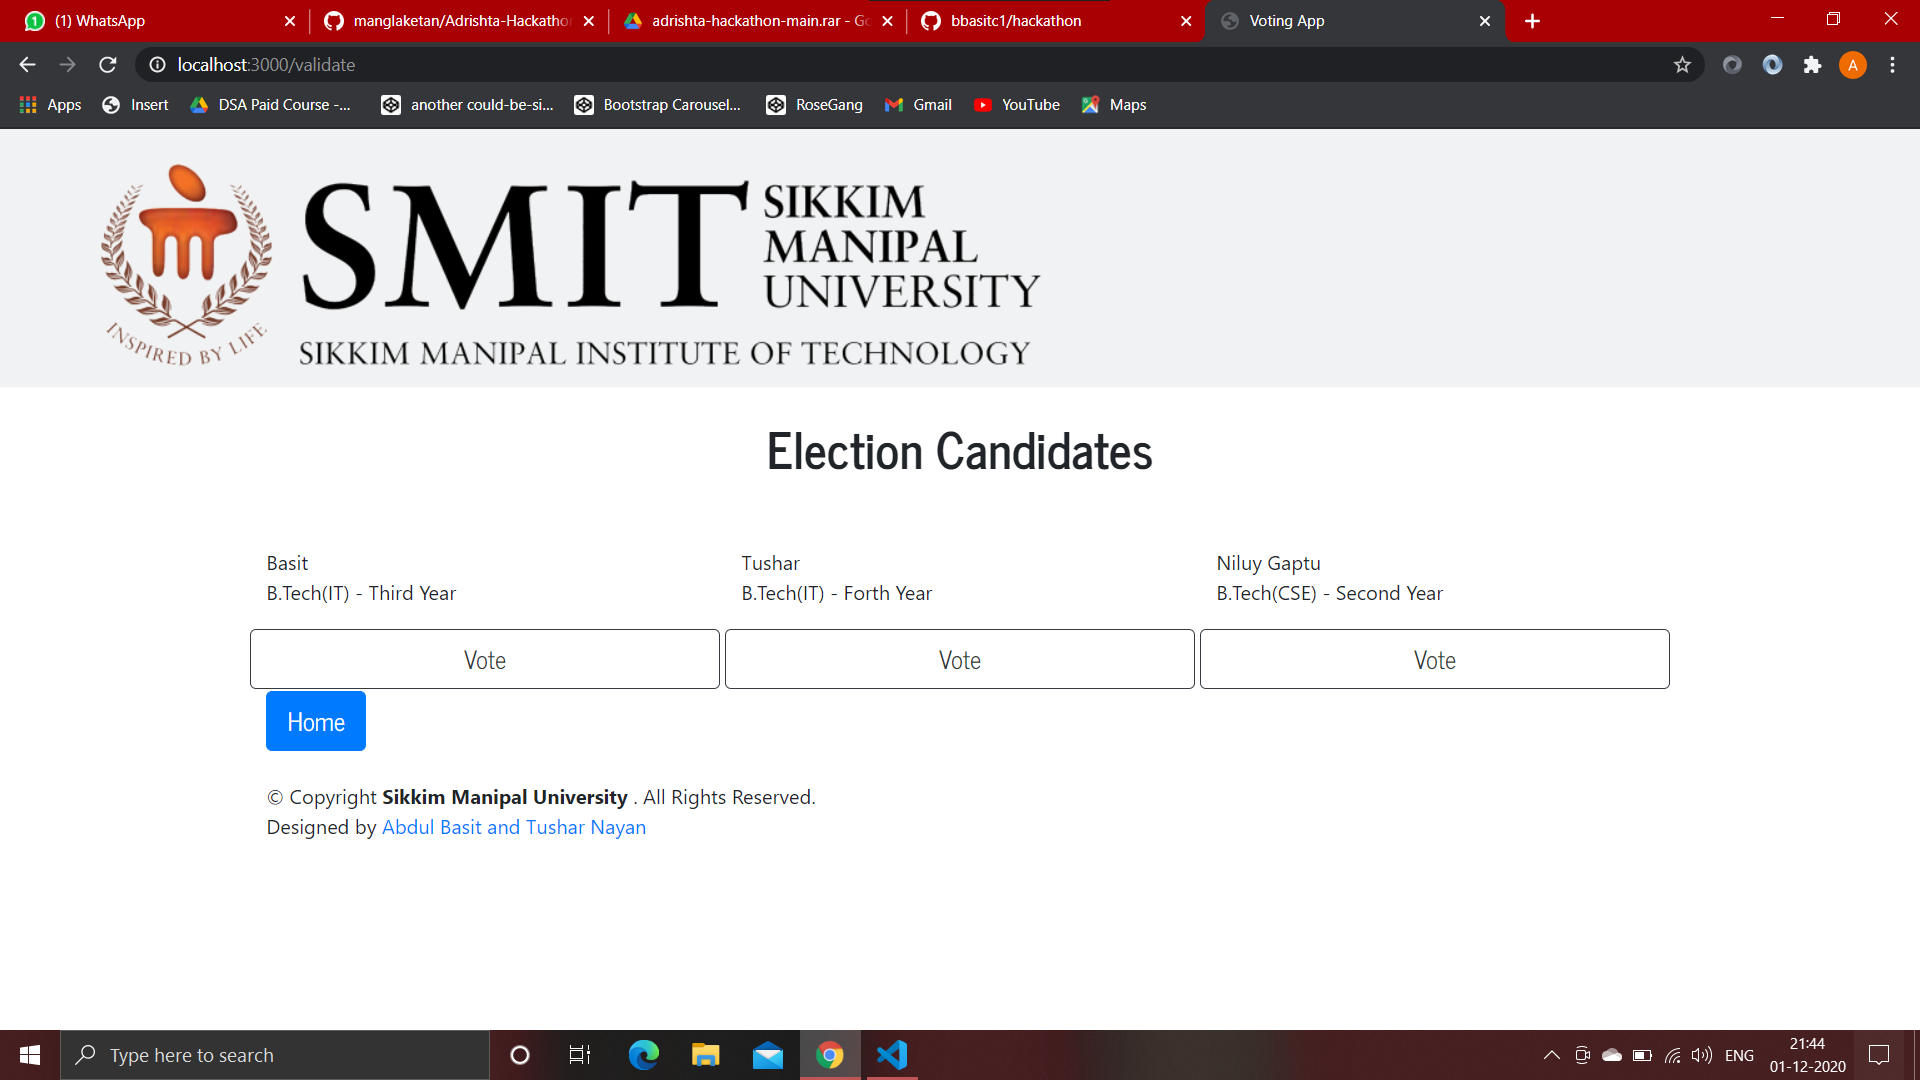 (1) WhatsApp
manglaketan/Adrishta-Hackathon
adrishta-hackathon-main.rar - Go
bbasitc1/hackathon
Voting App
localhost:3000/validate
A
Apps
Insert
DSA Paid Course -...
another could-be-si...
Bootstrap Carousel...
RoseGang
Gmail
YouTube
Maps
SMIT
SIKKIM
MANIPAL
UNIVERSITY
INSPIRED BY LIFE
SIKKIM MANIPAL INSTITUTE OF TECHNOLOGY
Election Candidates
Basit
B.Tech(IT) - Third Year
Tushar
B.Tech(IT) - Forth Year
Niluy Gaptu
B.Tech(CSE) - Second Year
Vote
Vote
Vote
Home
© Copyright Sikkim Manipal University . All Rights Reserved.
Designed by Abdul Basit and Tushar Nayan
Type here to search
ENG
21:44
01-12-2020